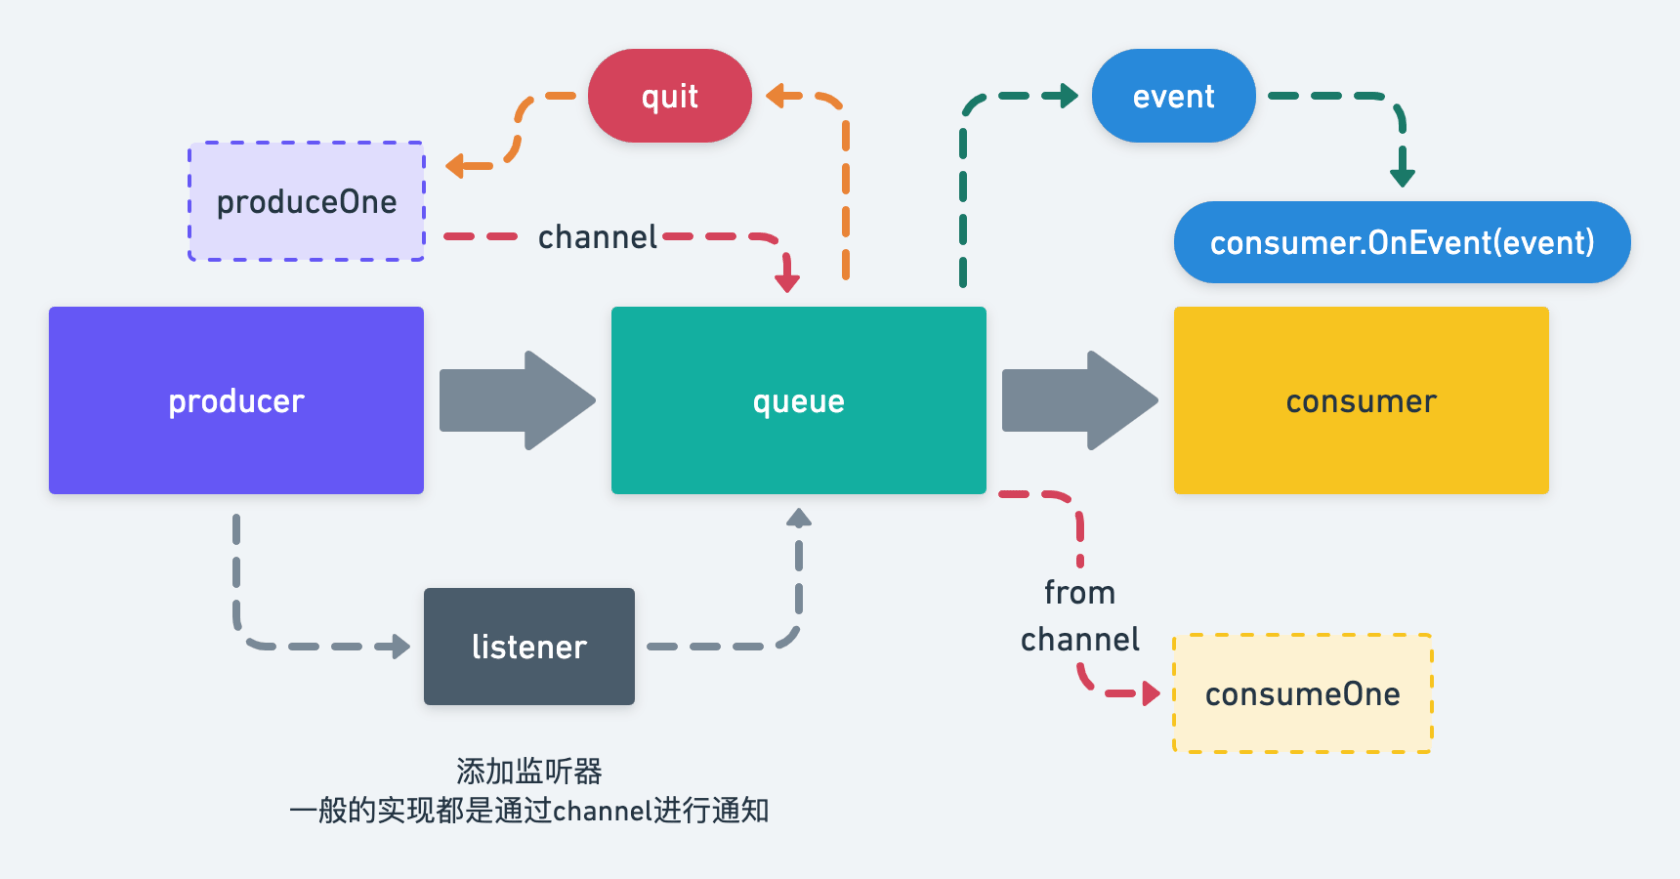 quit
event
produceOne
channel
consumer.OnEvent(event)
producer
queue
consumer
from
channel
listener
consumeOne
添加监听器
一般的实现都是通过channel进行通知